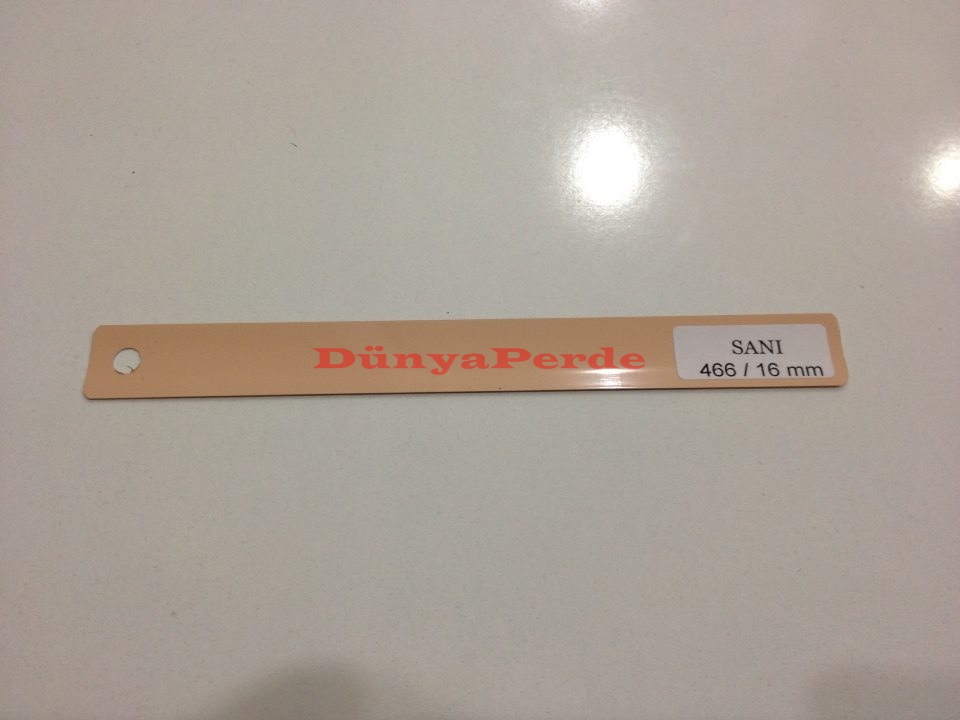 DünyaPerde
SANI
466 / 16 mm